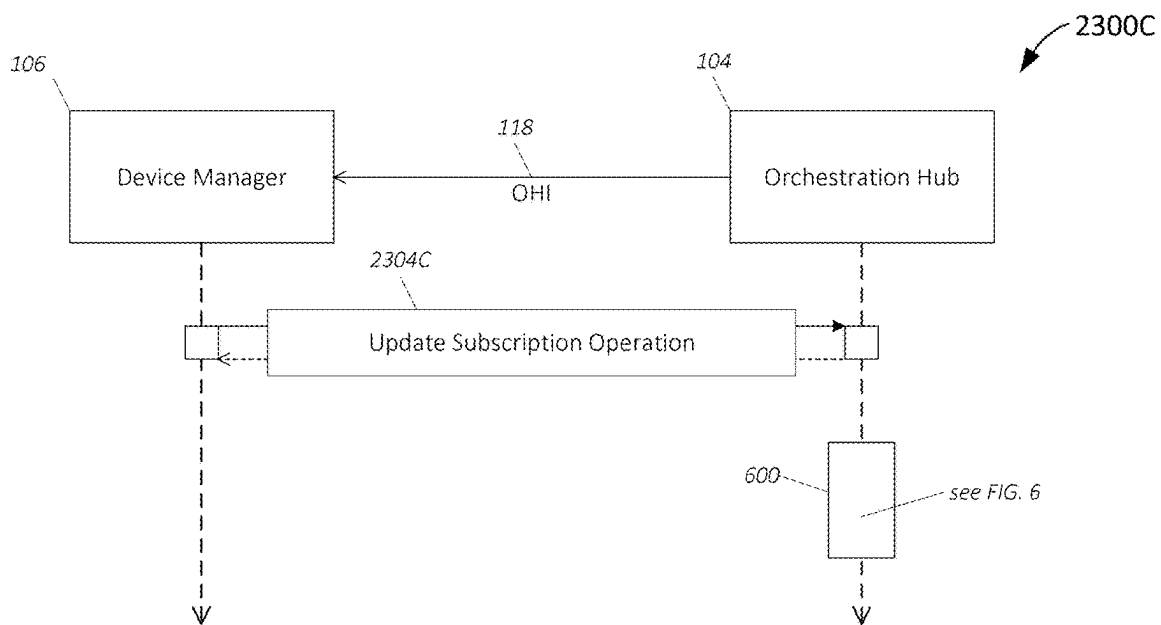 2300C
106
104
118
Device Manager
Orchestration Hub
OHI
2304C
Update Subscription Operation
600
see FIG. 6